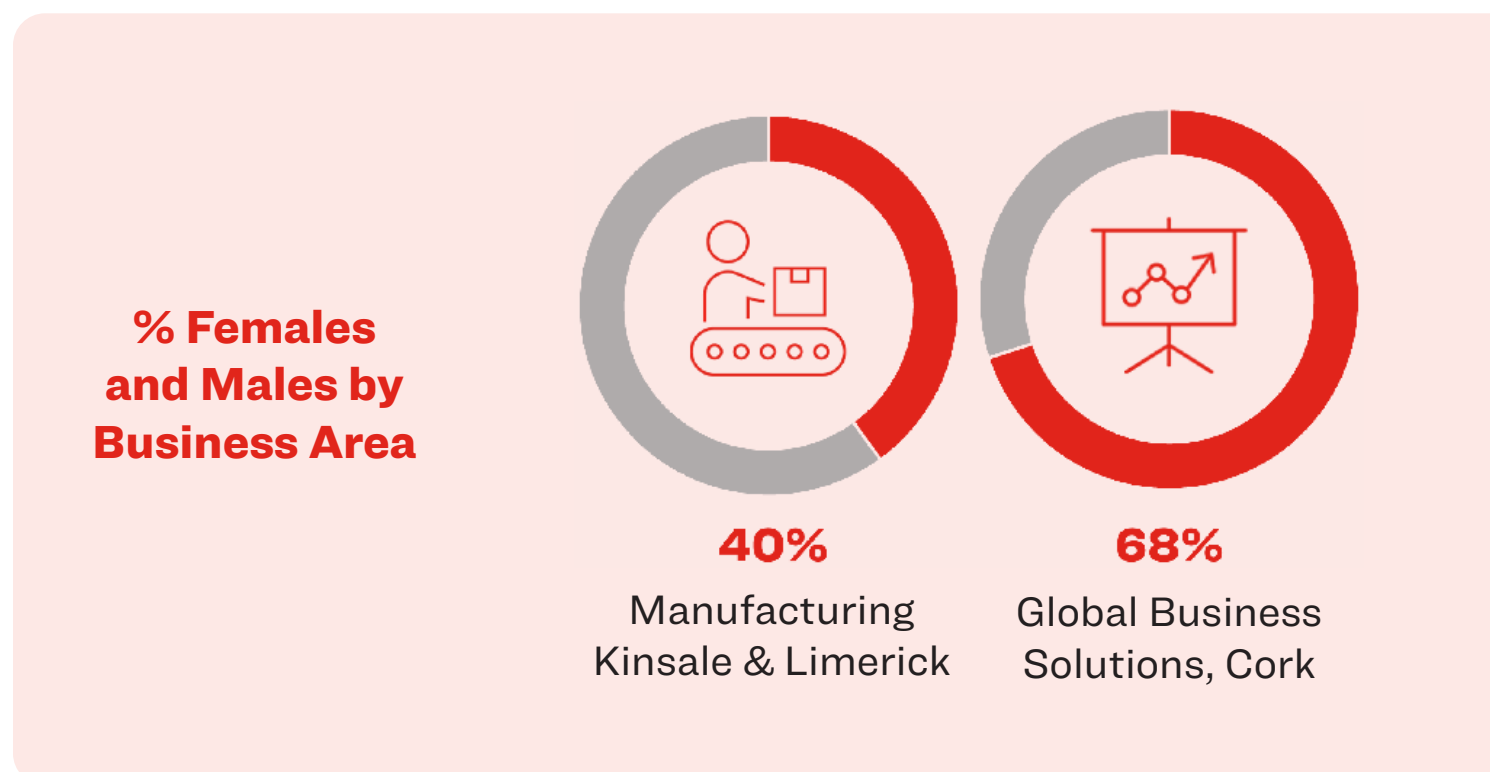 % Females
and Males by
Business Area
40%
Manufacturing
Kinsale & Limerick
68%
Global Business
Solutions, Cork